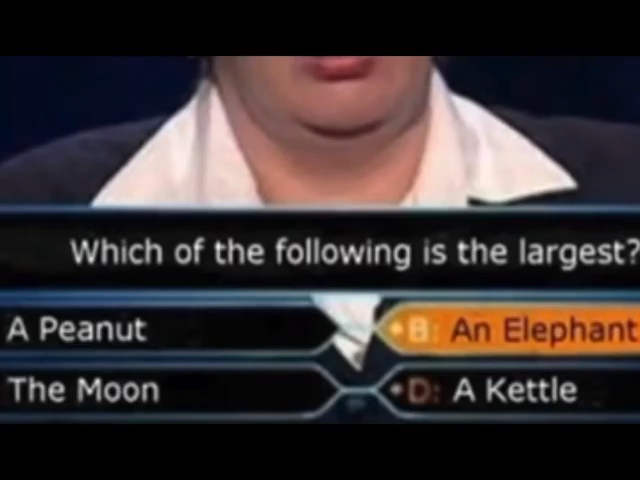 Which of the following is the largest?
A Peanut
B: An Elephant
The Moon
D: A Kettle